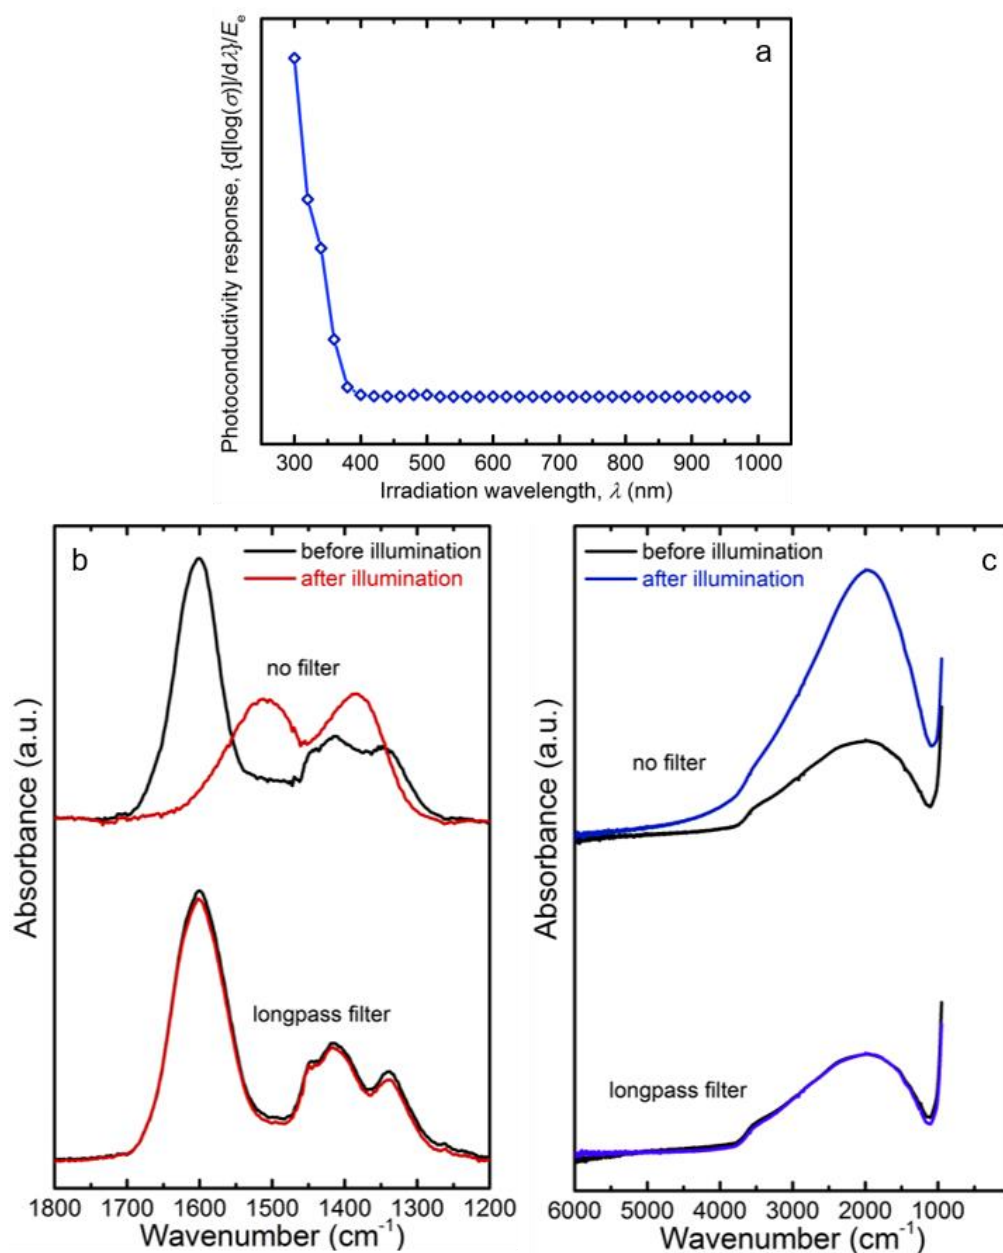 a
Photoconductivity response, {d[log(σ)]/dλ}/Eₑ
300 400 500 600 700 800 900 1000
Irradiation wavelength, λ (nm)
b
before illumination
after illumination
no filter
longpass filter
Absorbance (a.u.)
1800 1700 1600 1500 1400 1300 1200
Wavenumber (cm⁻¹)
c
before illumination
after illumination
no filter
longpass filter
Absorbance (a.u.)
6000 5000 4000 3000 2000 1000
Wavenumber (cm⁻¹)